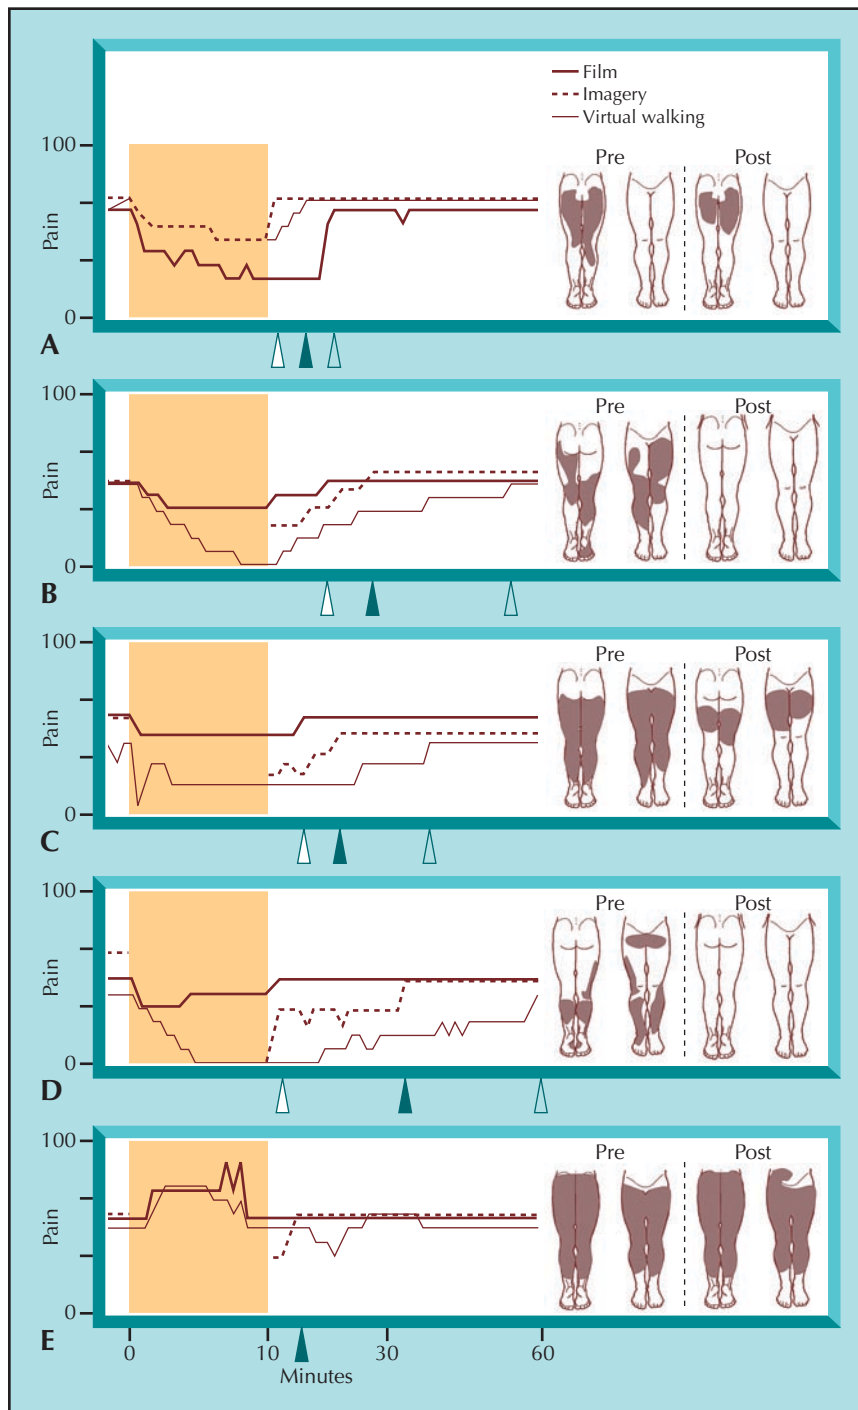 Film
Imagery
Virtual walking
100
Pre
Post
Pain
0
A
100
Pre
Post
Pain
0
B
Pre
Post
100
Pain
0
C
100
Pre
Post
Pain
0
D
100
Pre
Post
Pain
0
E
0
10
30
60
Minutes